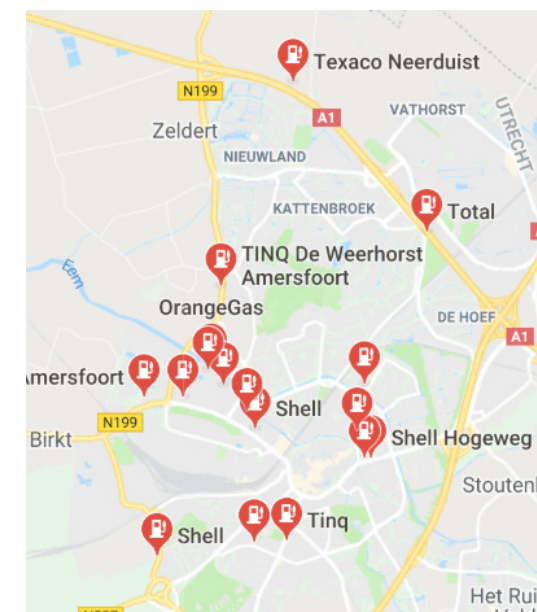 Texaco Neerduist
N199
A1
VATHORST
UTRECHT
Zeldert
NIEUWLAND
KATTENBROEK
Total
TINQ De Weerhorst
Amersfoort
Eem
OrangeGas
DE HOEF
A1
mersfoort
Shell
N199
Birkt
Shell Hogeweg
Stouten
Shell
Tinq
Het Rui